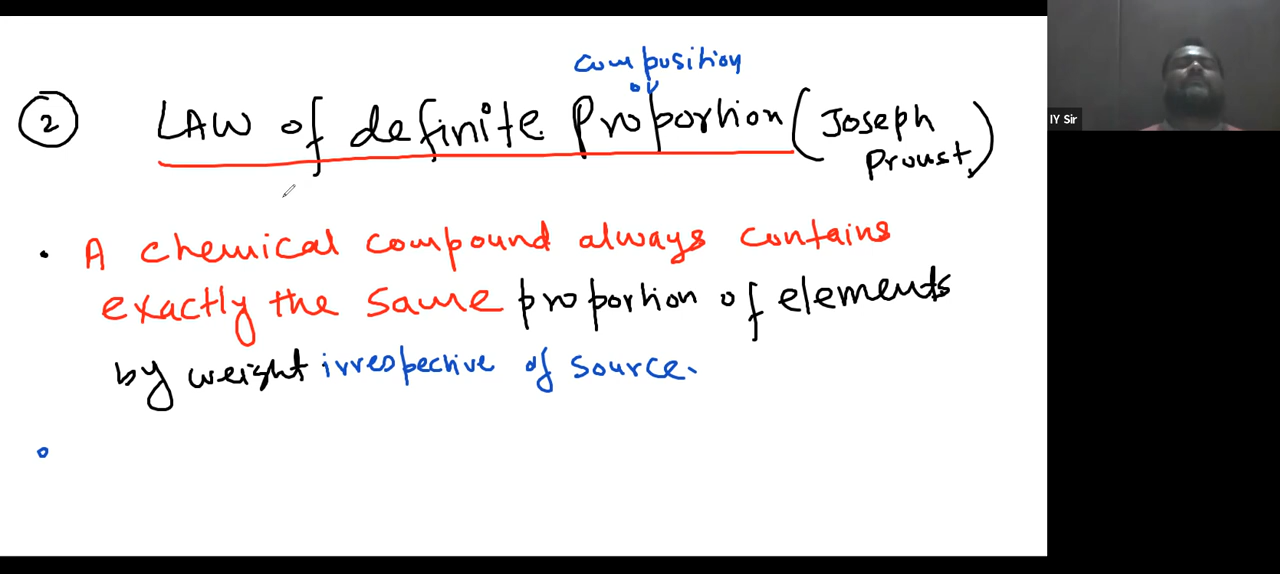 composition
or
② LAW of definite Proportion (Joseph Proust)
• A chemical compound always contains
exactly the same proportion of elements
by weight irrespective of source.
IY Sir